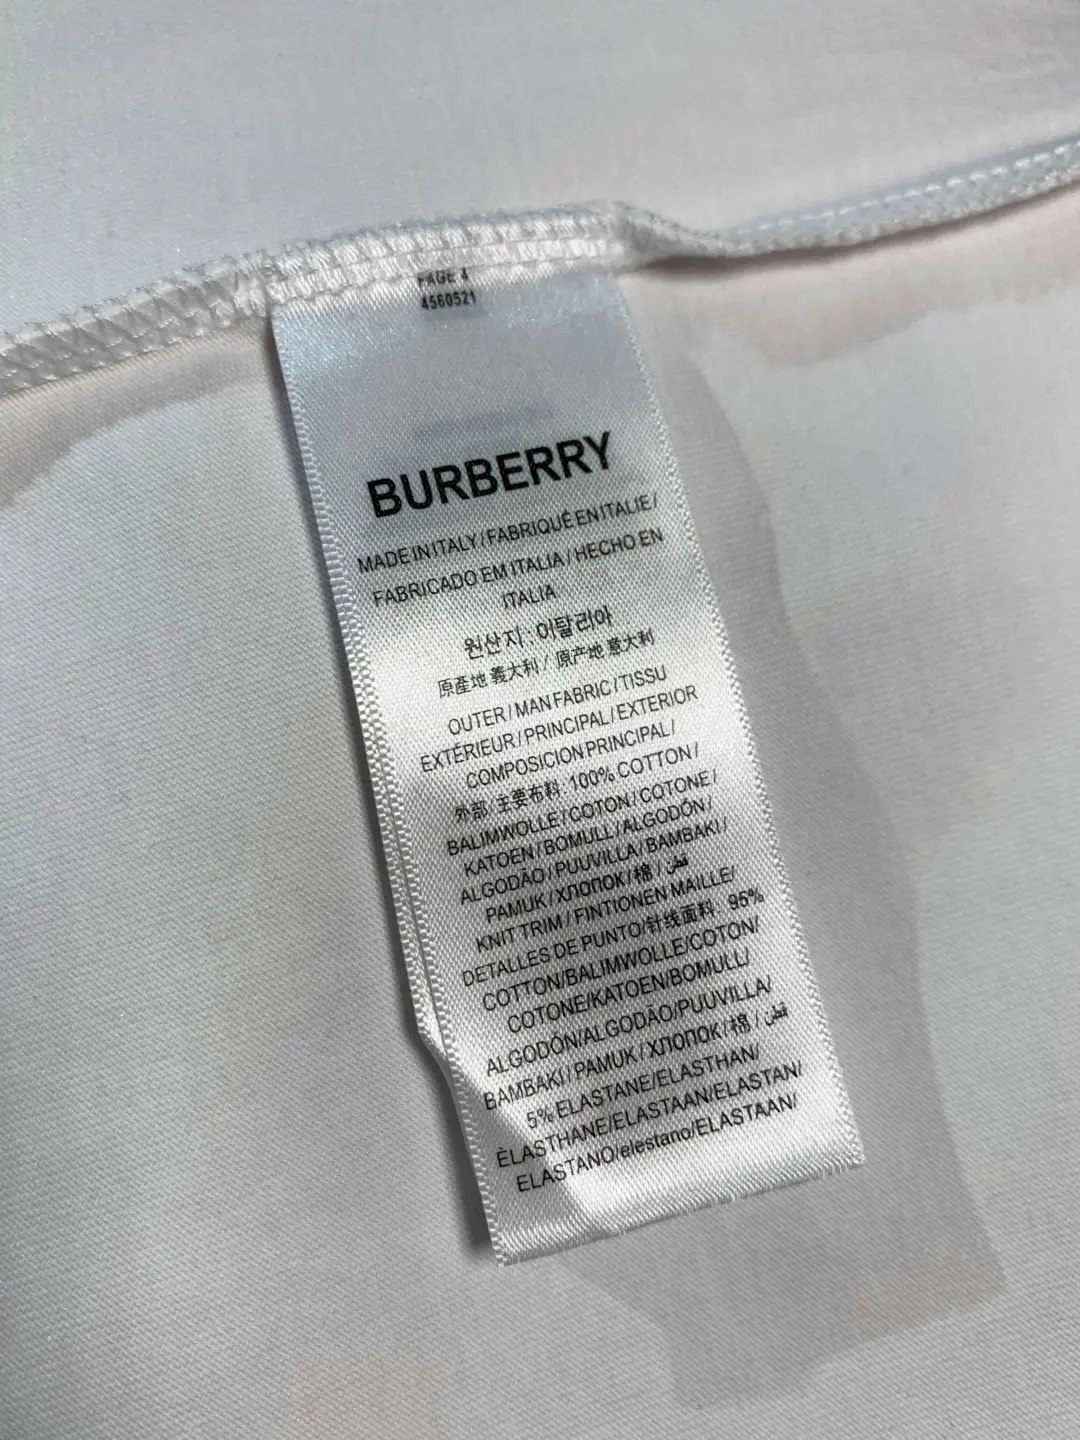 PAGE 4
4560521
BURBERRY
MADE IN ITALY / FABRIQUÉ EN ITALIE /
FABRICADO EM ITALIA / HECHO EN
ITALIA
원산지 : 이탈리아
原產地 義大利 / 原产地 意大利
OUTER / MAN FABRIC / TISSU
EXTÉRIEUR / PRINCIPAL / EXTERIOR
COMPOSICION PRINCIPAL /
外部 / 主要布料: 100% COTTON /
BALIMWOLLE / COTON / COTONE /
KATOEN / BOMULL / ALGODÓN /
ALGODÃO / PUUVILLA / BAMBAKI /
PAMUK / ХЛОПОК / 棉 / قطن
KNIT TRIM / FINTIONEN MAILLE /
DETALLES DE PUNTO/针线面料: 95%
COTTON/BALIMWOLLE/COTON/
COTONE/KATOEN/BOMULL/
ALGODÓN/ALGODÃO/PUUVILLA/
BAMBAKI / PAMUK / ХЛОПОК / 棉 / قطن
5% ELASTANE/ELASTHAN/
ÈLASTHANE/ELASTAAN/ELASTAN/
ELASTANO/elestano/ELASTAAN/